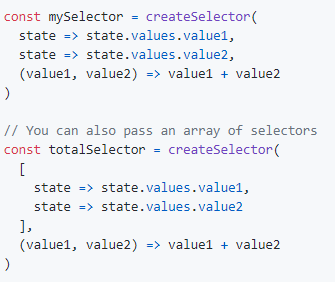 const mySelector = createSelector(
  state => state.values.value1,
  state => state.values.value2,
  (value1, value2) => value1 + value2
)

// You can also pass an array of selectors
const totalSelector = createSelector(
  [
    state => state.values.value1,
    state => state.values.value2
  ],
  (value1, value2) => value1 + value2
)